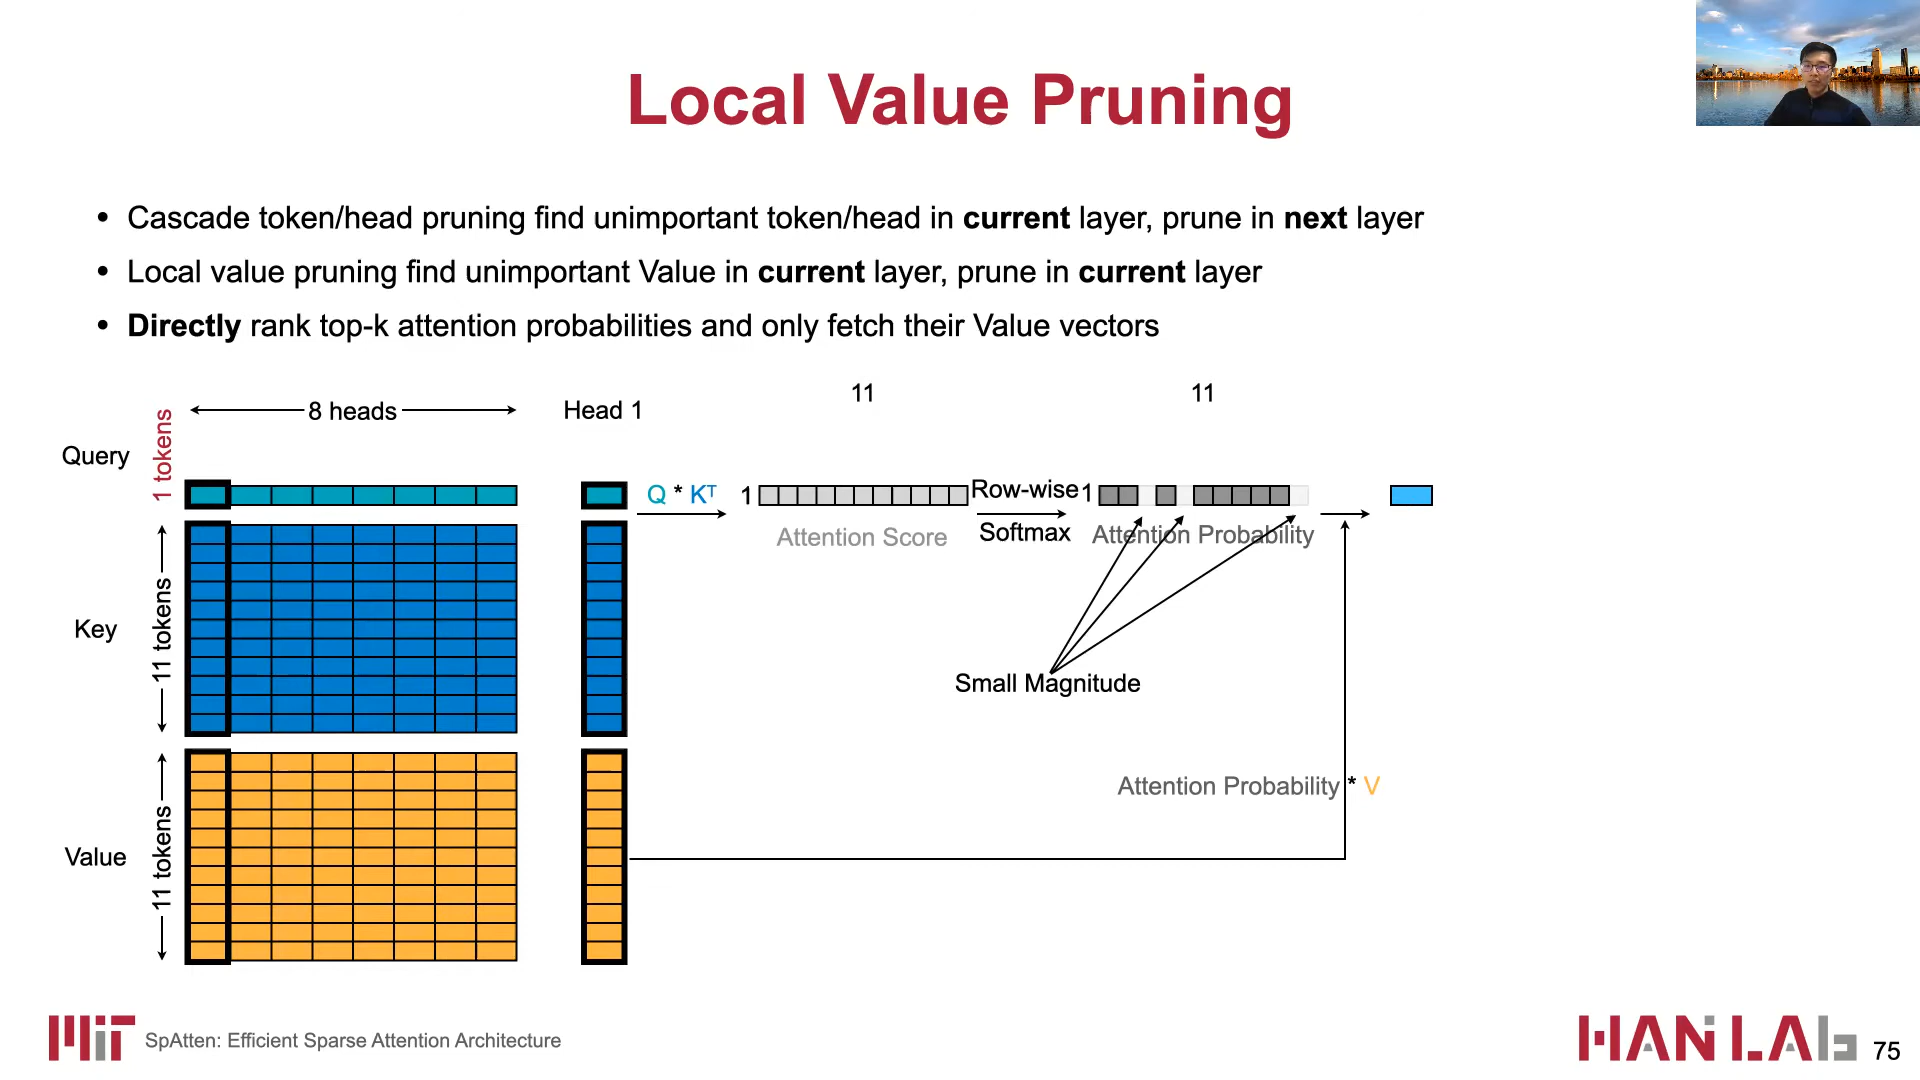 Local Value Pruning
• Cascade token/head pruning find unimportant token/head in current layer, prune in next layer
• Local value pruning find unimportant Value in current layer, prune in current layer
• Directly rank top-k attention probabilities and only fetch their Value vectors
11
11
8 heads
Head 1
Query
1 tokens
Q * Kᵀ
1
Row-wise
1
Softmax
Attention Score
Attention Probability
Key
11 tokens
Small Magnitude
Attention Probability * V
Value
11 tokens
MIT
SpAtten: Efficient Sparse Attention Architecture
HAN LAb
75